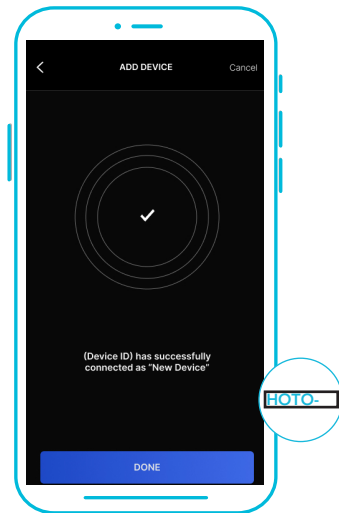 ADD DEVICE
Cancel
(Device ID) has successfully
connected as “New Device”
HOTO-
DONE